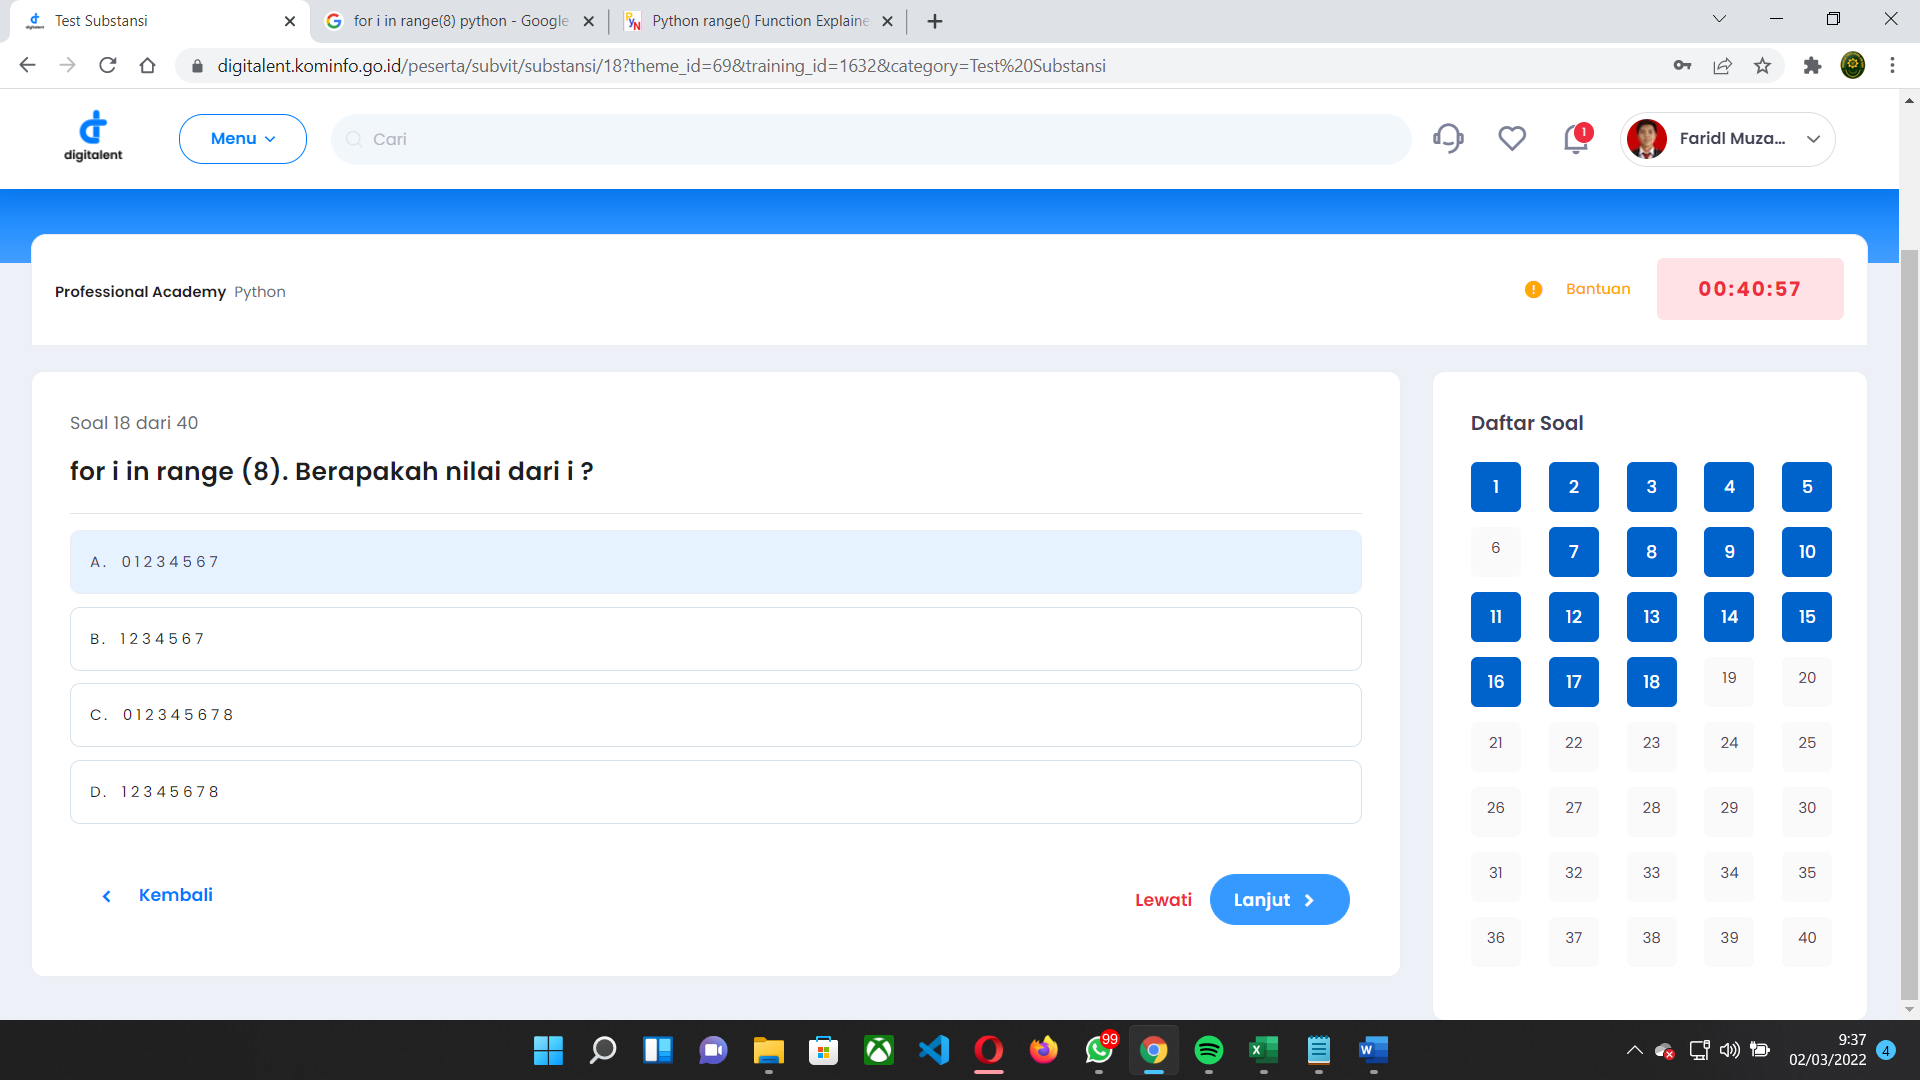 Test Substansi
for i in range(8) python - Google
Python range() Function Explaine
digitalent.kominfo.go.id/peserta/subvit/substansi/18?theme_id=69&training_id=1632&category=Test%20Substansi
digitalent
Menu
Cari
1
Faridl Muza...
Professional Academy Python
Bantuan
00:40:57
Soal 18 dari 40
for i in range (8). Berapakah nilai dari i ?
A. 0 1 2 3 4 5 6 7
B. 1 2 3 4 5 6 7
C. 0 1 2 3 4 5 6 7 8
D. 1 2 3 4 5 6 7 8
Kembali
Lewati
Lanjut
Daftar Soal
1 2 3 4 5
6 7 8 9 10
11 12 13 14 15
16 17 18 19 20
21 22 23 24 25
26 27 28 29 30
31 32 33 34 35
36 37 38 39 40
99
9:37
02/03/2022
4